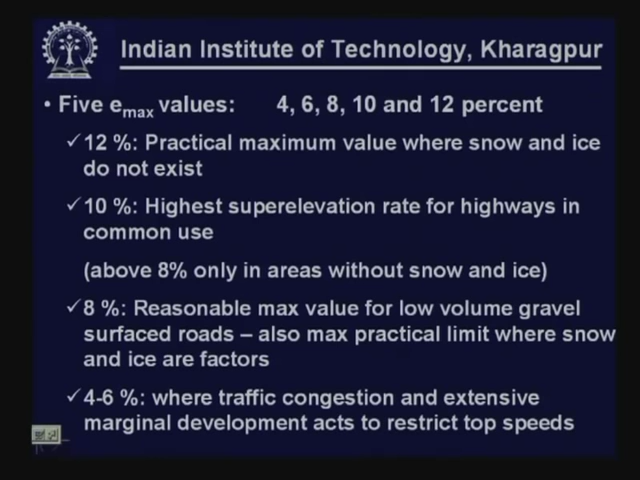 Indian Institute of Technology, Kharagpur
• Five emax values: 4, 6, 8, 10 and 12 percent
✓12 %: Practical maximum value where snow and ice
do not exist
✓10 %: Highest superelevation rate for highways in
common use
(above 8% only in areas without snow and ice)
✓8 %: Reasonable max value for low volume gravel
surfaced roads – also max practical limit where snow
and ice are factors
✓4-6 %: where traffic congestion and extensive
marginal development acts to restrict top speeds